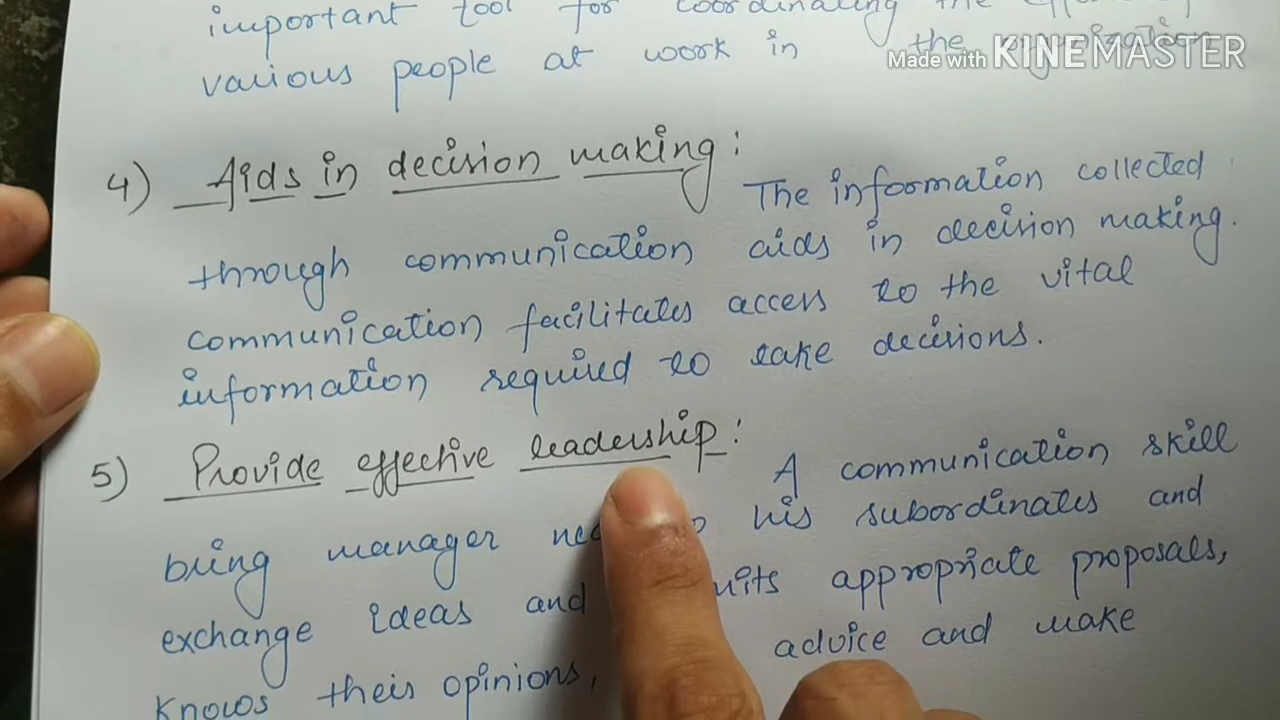 important tool for coordinating the
various people at work in the organization
Made with KINEMASTER
4) Aids in decision making:
The information collected
through communication aids in decision making.
communication facilitates access to the vital
information required to take decisions.
5) Provide effective leadership:
A communication skill
bring manager his subordinates and
exchange ideas and appropriate proposals,
knows their opinions, advice and make